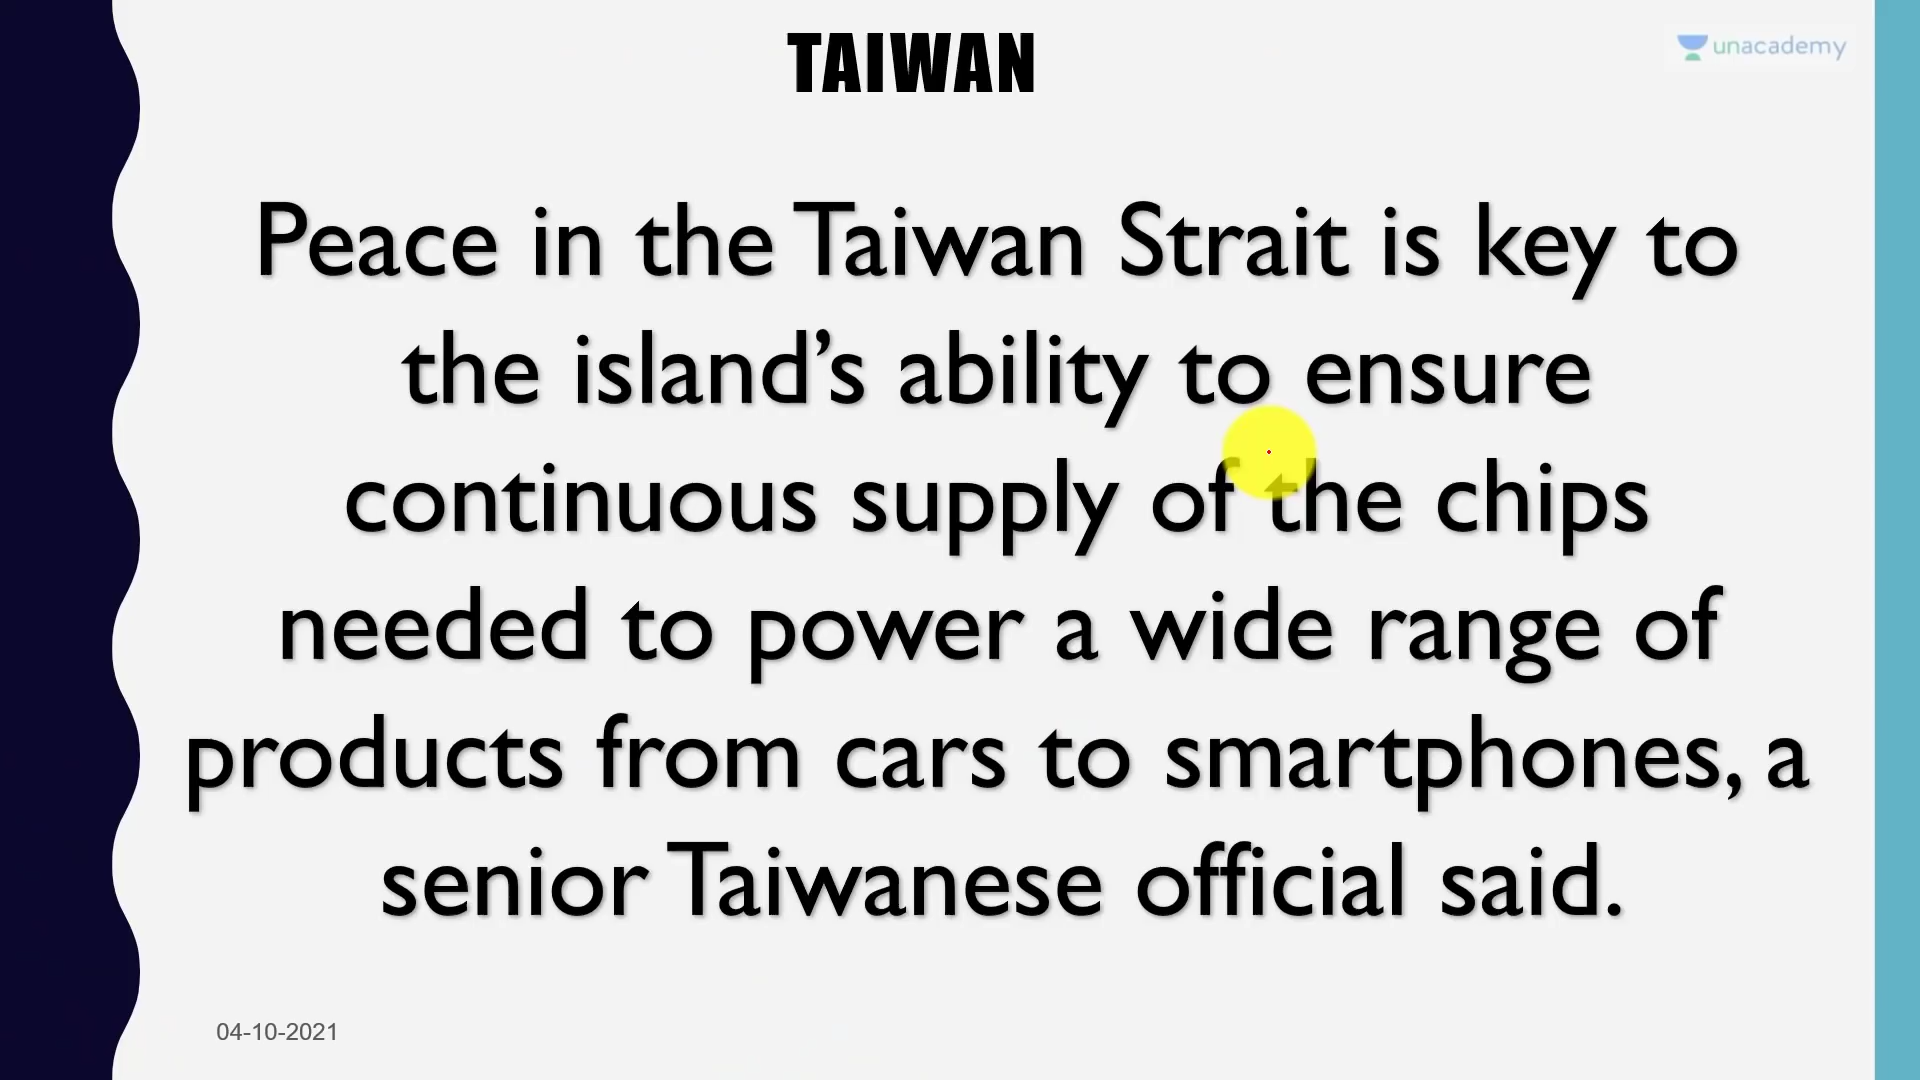 TAIWAN
unacademy
Peace in the Taiwan Strait is key to
the island’s ability to ensure
continuous supply of the chips
needed to power a wide range of
products from cars to smartphones, a
senior Taiwanese official said.
04-10-2021